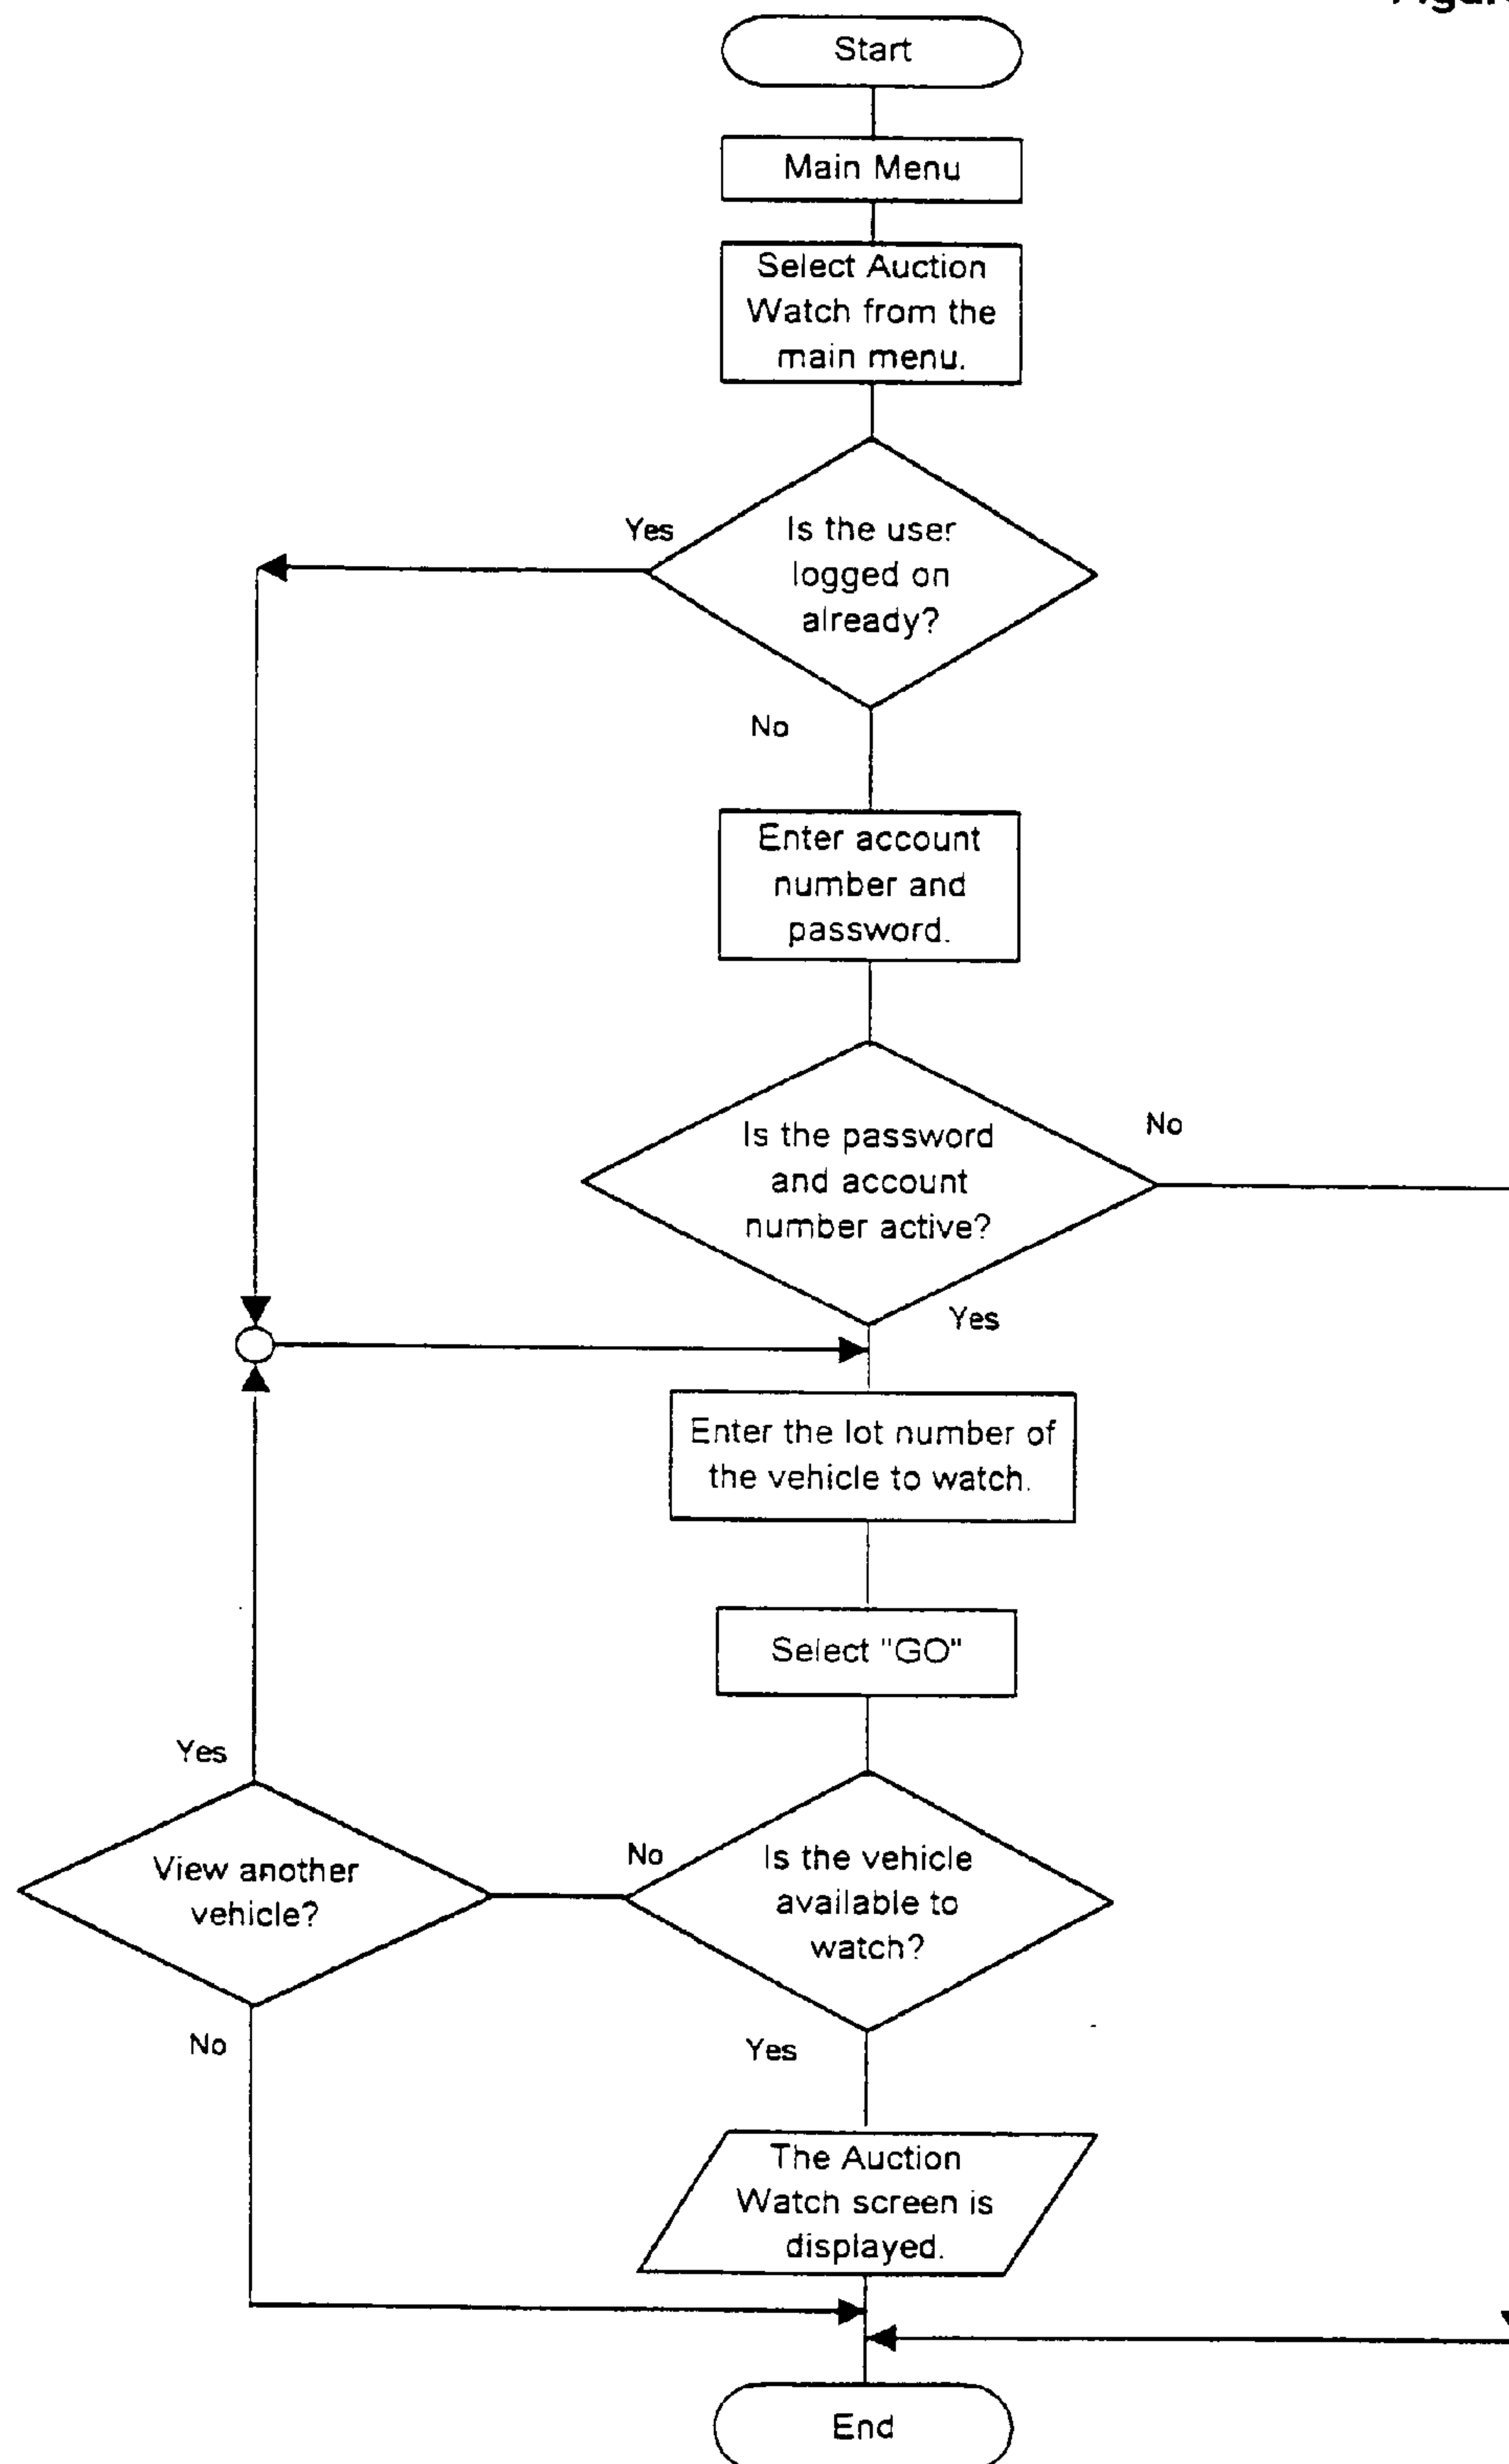 Start
Main Menu
Select Auction
Watch from the
main menu.
Yes
Is the user
logged on
already?
No
Enter account
number and
password.
No
Is the password
and account
number active?
Yes
Enter the lot number of
the vehicle to watch.
Select "GO"
Yes
View another
vehicle?
No
Is the vehicle
available to
watch?
No
Yes
The Auction
Watch screen is
displayed.
End